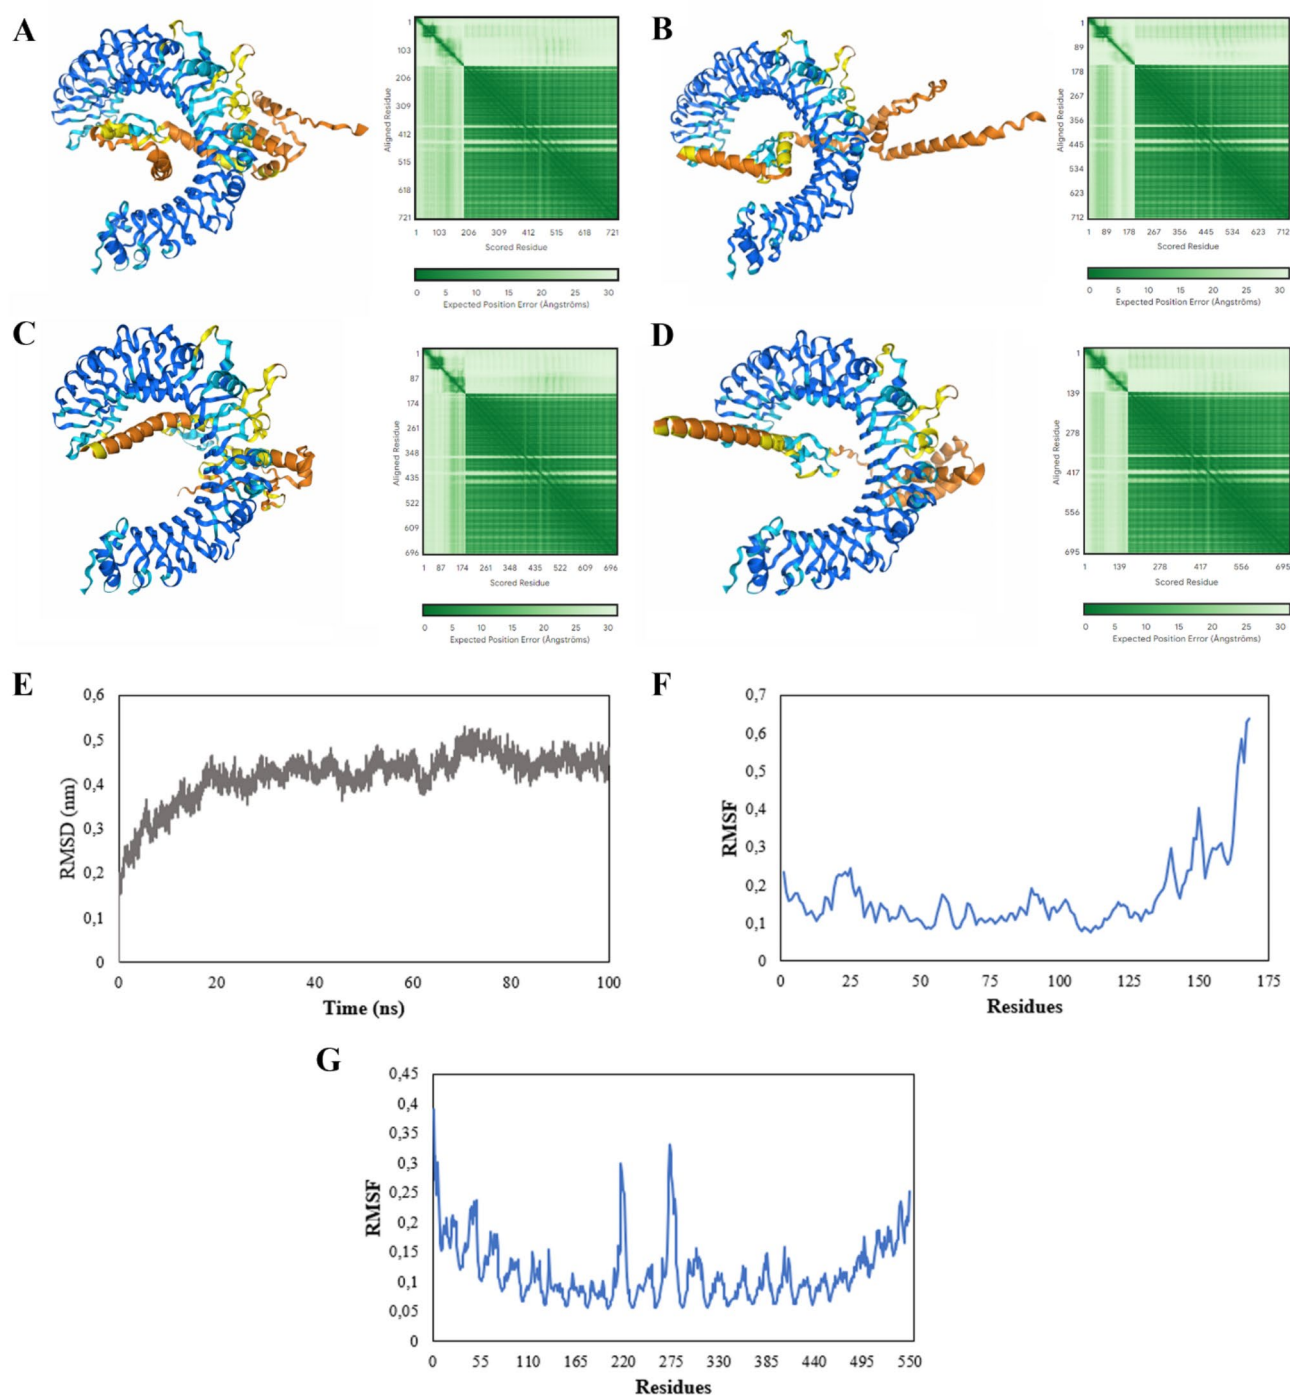 A
1
103
206
309
412
515
618
721
Aligned Residue
1 103 206 309 412 515 618 721
Scored Residue
0 5 10 15 20 25 30
Expected Position Error (Ångströms)
B
1
89
178
267
356
445
534
623
712
Aligned Residue
1 89 178 267 356 445 534 623 712
Scored Residue
0 5 10 15 20 25 30
Expected Position Error (Ångströms)
C
1
87
174
261
348
435
522
609
696
Aligned Residue
1 87 174 261 348 435 522 609 696
Scored Residue
0 5 10 15 20 25 30
Expected Position Error (Ångströms)
D
1
139
278
417
556
695
Aligned Residue
1 139 278 417 556 695
Scored Residue
0 5 10 15 20 25 30
Expected Position Error (Ångströms)
E
0,6
0,5
0,4
0,3
0,2
0,1
0
RMSD (nm)
0 20 40 60 80 100
Time (ns)
F
0,7
0,6
0,5
0,4
0,3
0,2
0,1
0
RMSF
0 25 50 75 100 125 150 175
Residues
G
0,45
0,4
0,35
0,3
0,25
0,2
0,15
0,1
0,05
0
RMSF
0 55 110 165 220 275 330 385 440 495 550
Residues